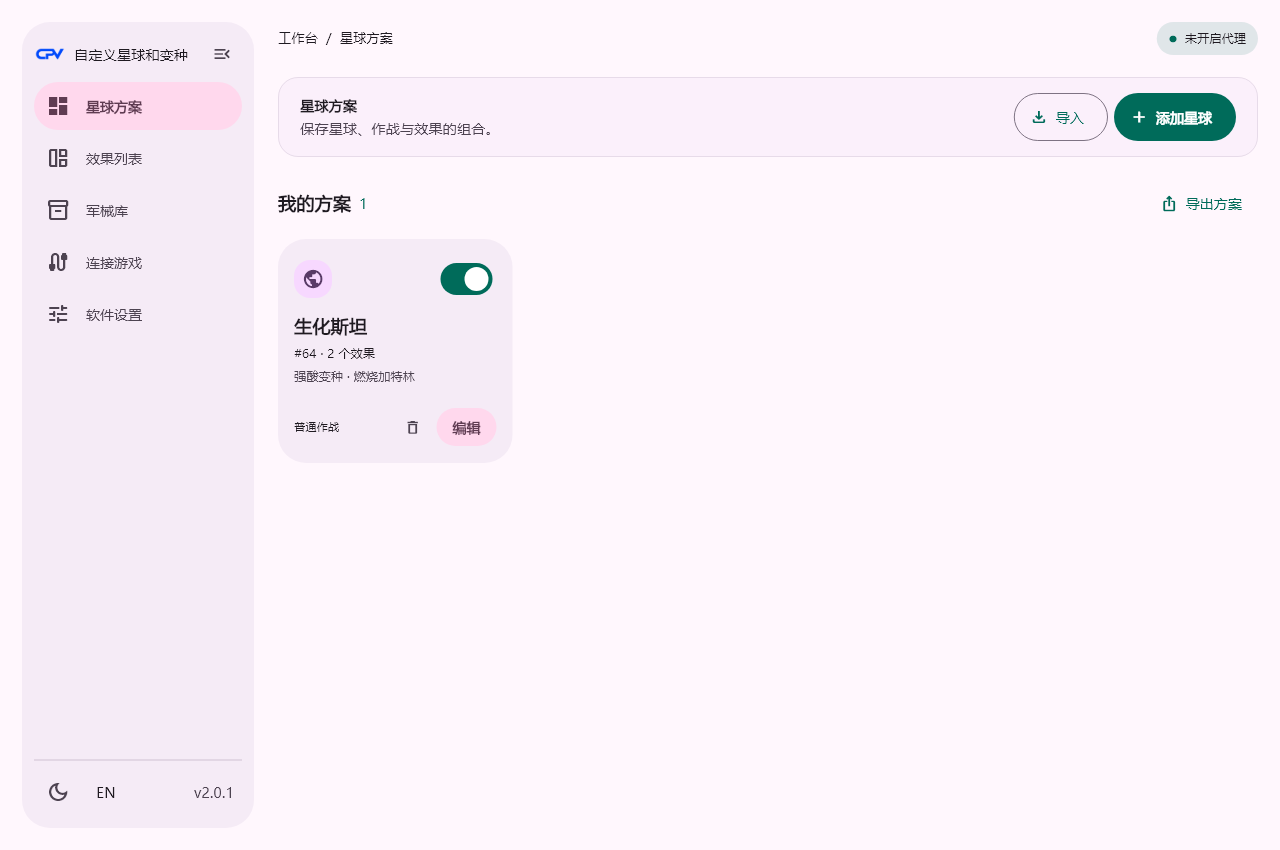 CPV 自定义星球和变种
星球方案
效果列表
军械库
连接游戏
软件设置
EN v2.0.1
工作台 / 星球方案
未开启代理
星球方案
保存星球、作战与效果的组合。
导入
添加星球
我的方案 1
导出方案
生化斯坦
#64 · 2 个效果
强酸变种 · 燃烧加特林
普通作战
编辑